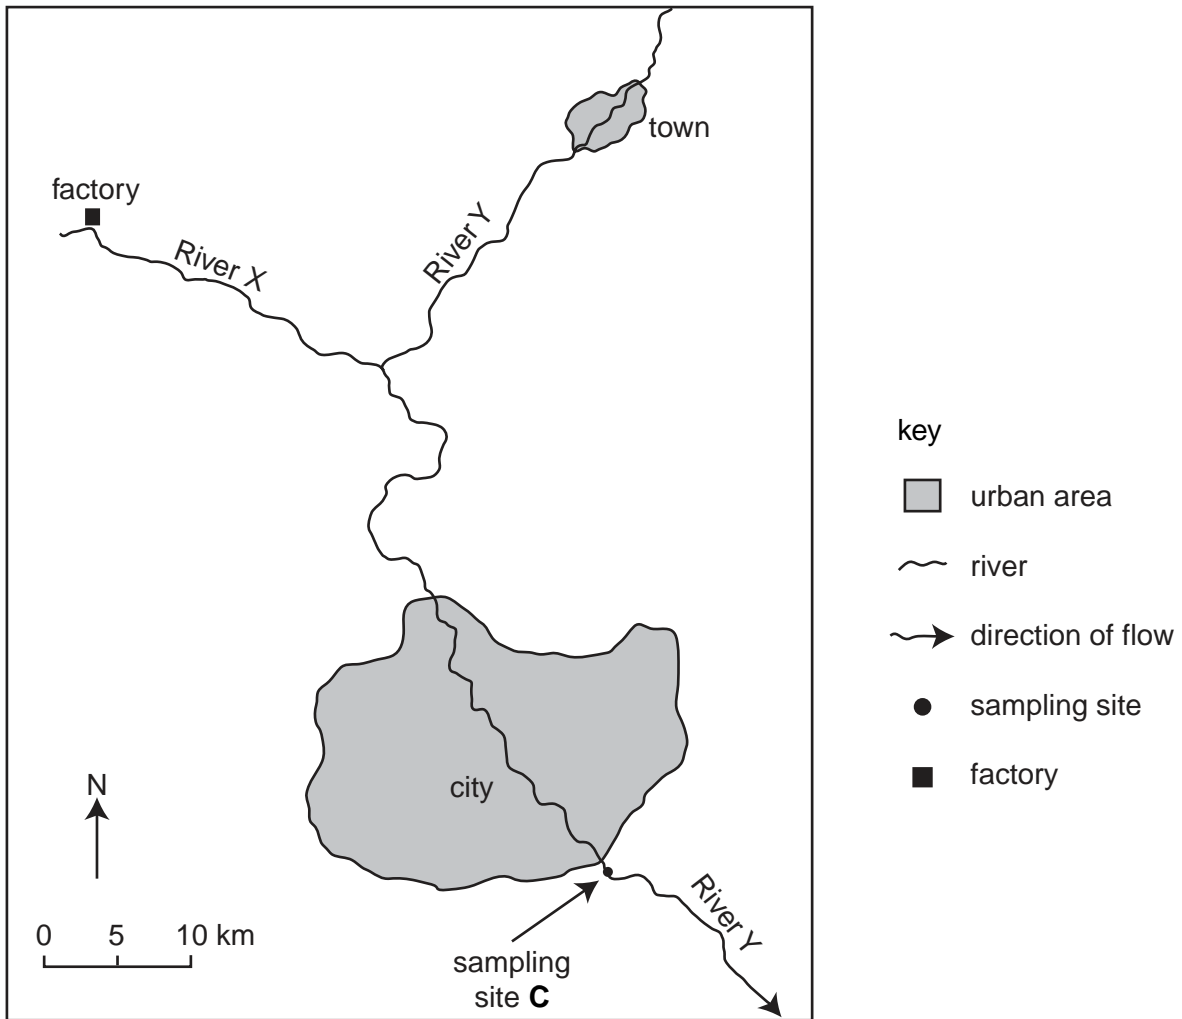 town
factory
River X
River Y
key
urban area
river
direction of flow
sampling site
factory
city
N
0 5 10 km
River Y
sampling
site C